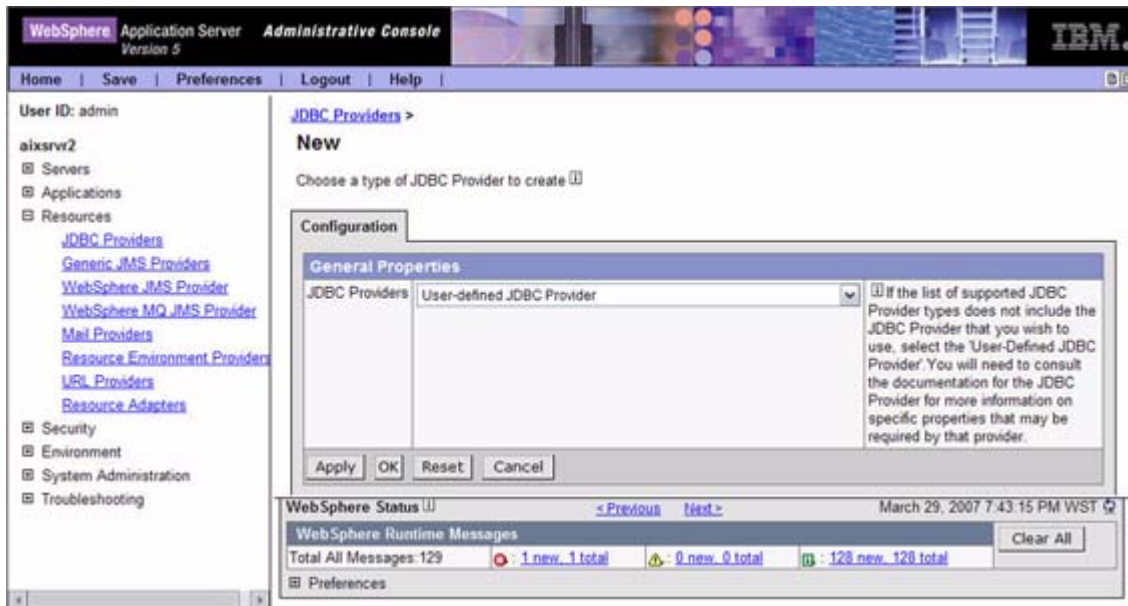 WebSphere Application Server Administrative Console
Version 5
IBM.
Home | Save | Preferences | Logout | Help |
User ID: admin
aixsrvr2
Servers
Applications
Resources
JDBC Providers
Generic JMS Providers
WebSphere JMS Provider
WebSphere MQ JMS Provider
Mail Providers
Resource Environment Providers
URL Providers
Resource Adapters
Security
Environment
System Administration
Troubleshooting
JDBC Providers >
New
Choose a type of JDBC Provider to create
Configuration
General Properties
JDBC Providers
User-defined JDBC Provider
If the list of supported JDBC
Provider types does not include the
JDBC Provider that you wish to
use, select the 'User-Defined JDBC
Provider'.You will need to consult
the documentation for the JDBC
Provider for more information on
specific properties that may be
required by that provider.
Apply OK Reset Cancel
WebSphere Status < Previous Next > March 29, 2007 7:43:15 PM WST
WebSphere Runtime Messages
Clear All
Total All Messages:129 : 1 new, 1 total : 0 new, 0 total : 128 new, 128 total
Preferences